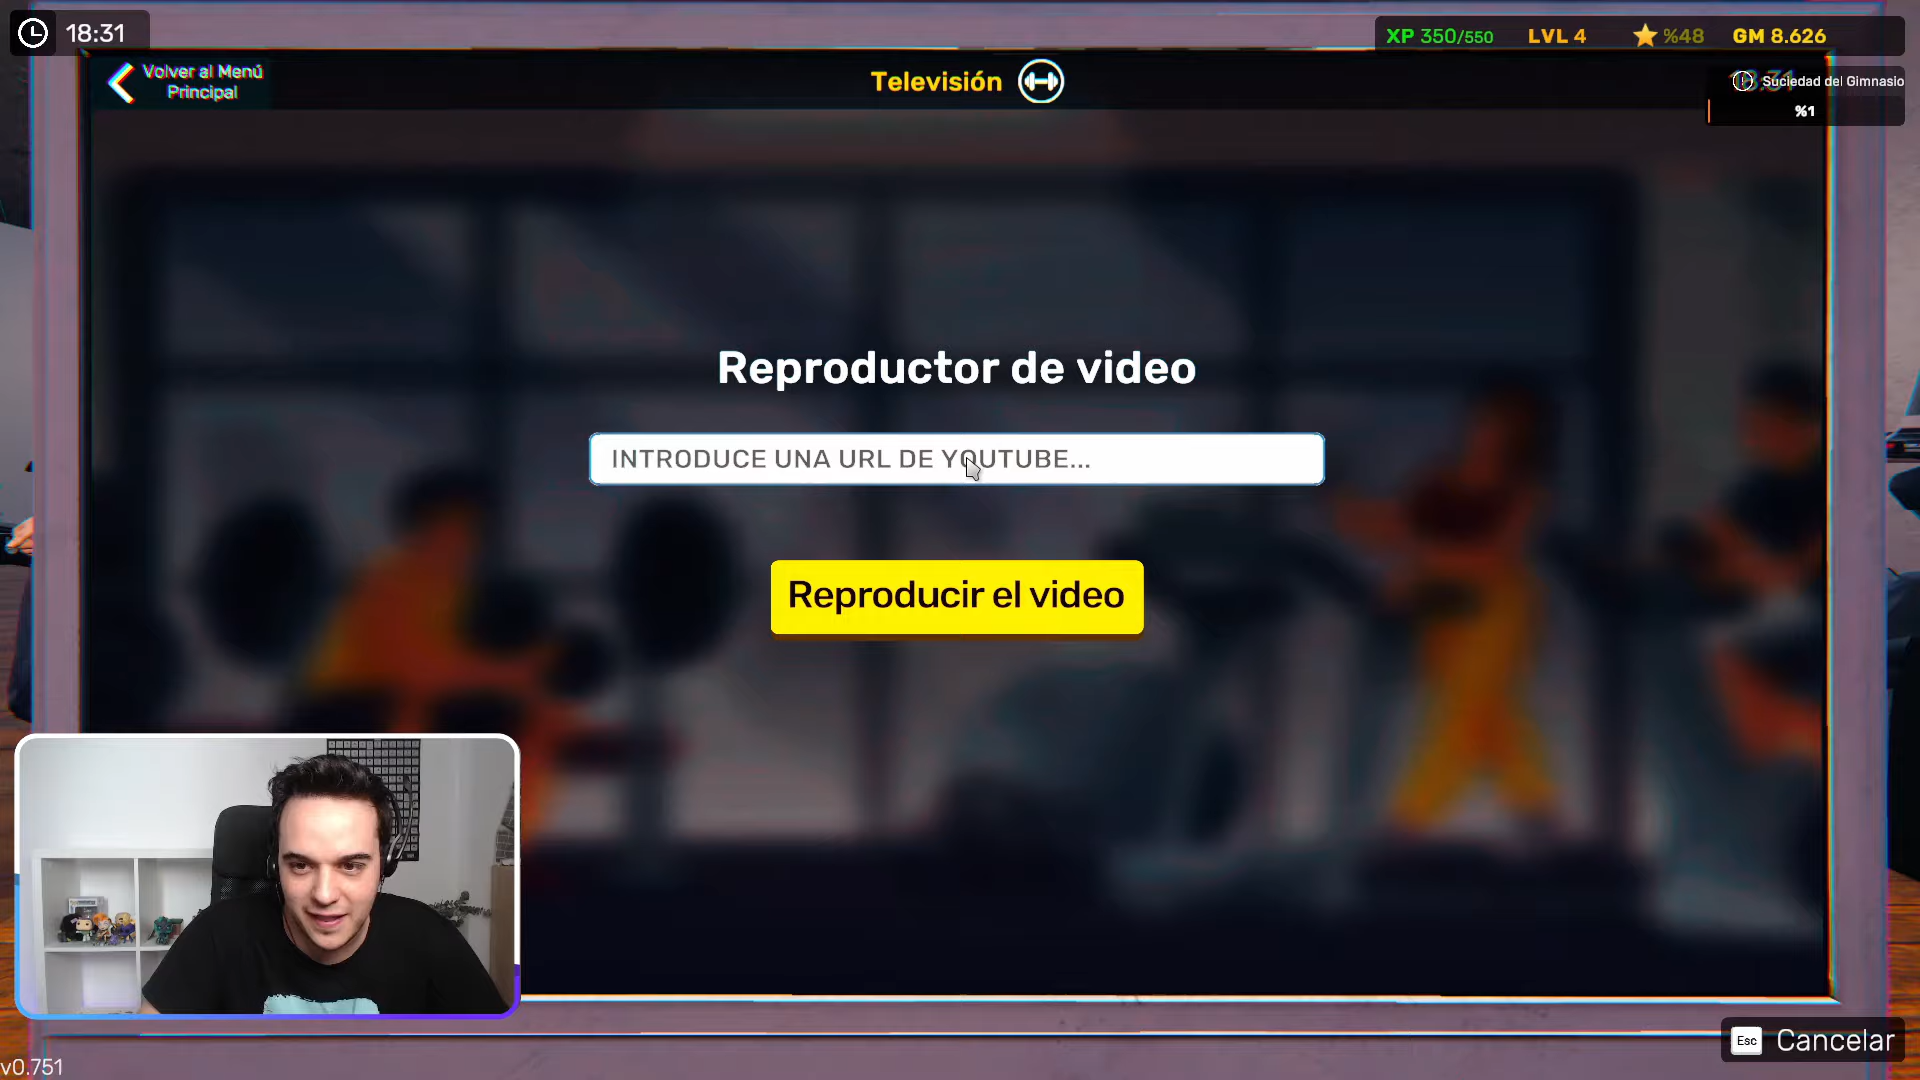 18:31
XP 350/550 LVL 4 %48 GM 8.626
Volver al Menú
Principal
Televisión
Suciedad del Gimnasio
%1
Reproductor de video
INTRODUCE UNA URL DE YOUTUBE...
Reproducir el video
Esc Cancelar
v0.751